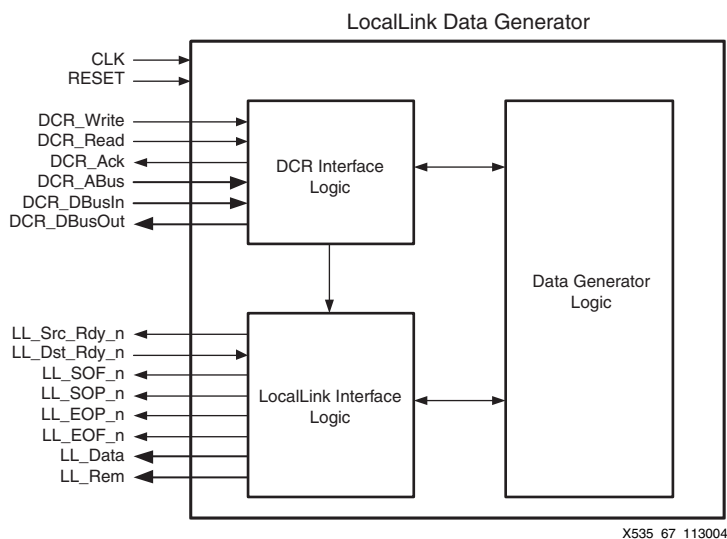 LocalLink Data Generator
CLK
RESET
DCR_Write
DCR_Read
DCR_Ack
DCR_ABus
DCR_DBusIn
DCR_DBusOut
DCR Interface
Logic
Data Generator
Logic
LL_Src_Rdy_n
LL_Dst_Rdy_n
LL_SOF_n
LL_SOP_n
LL_EOP_n
LL_EOF_n
LL_Data
LL_Rem
LocalLink Interface
Logic
X535_67_113004